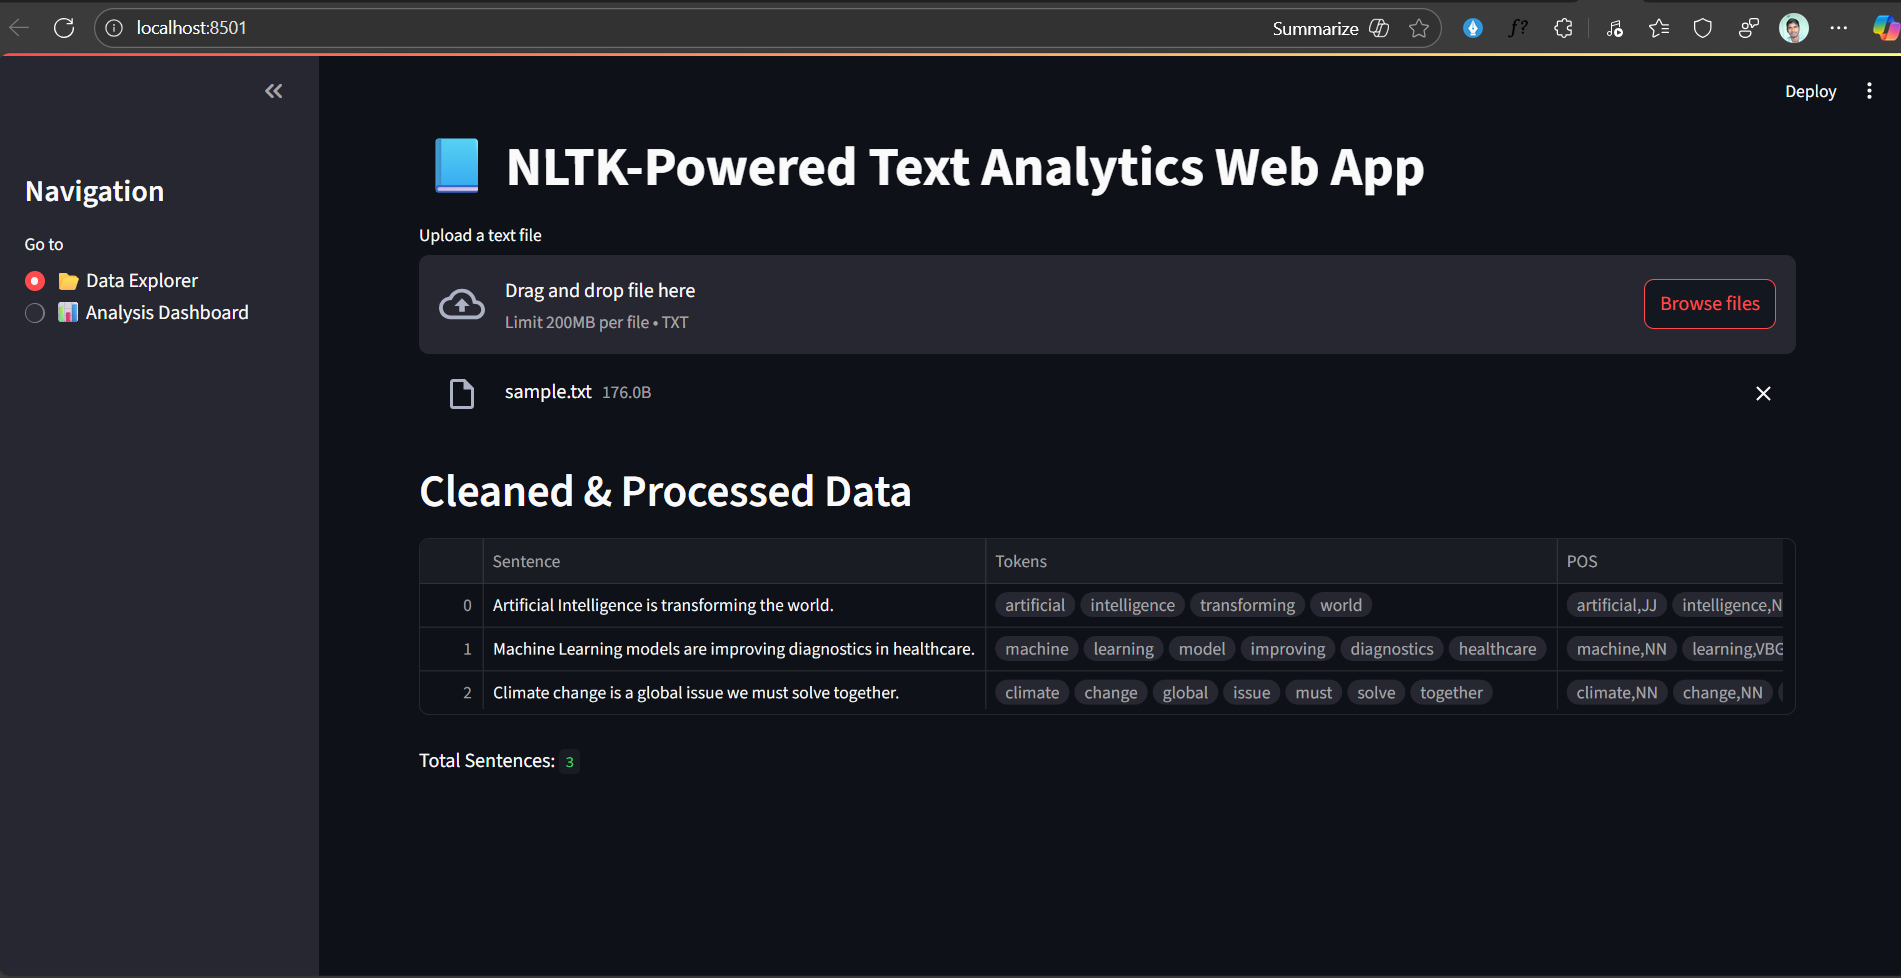 localhost:8501
Summarize
Deploy
Navigation
Go to
Data Explorer
Analysis Dashboard
NLTK-Powered Text Analytics Web App
Upload a text file
Drag and drop file here
Limit 200MB per file • TXT
Browse files
sample.txt 176.0B
Cleaned & Processed Data
Sentence Tokens POS
0 Artificial Intelligence is transforming the world. artificial intelligence transforming world artificial,JJ intelligence,N
1 Machine Learning models are improving diagnostics in healthcare. machine learning model improving diagnostics healthcare machine,NN learning,VBG
2 Climate change is a global issue we must solve together. climate change global issue must solve together climate,NN change,NN
Total Sentences: 3